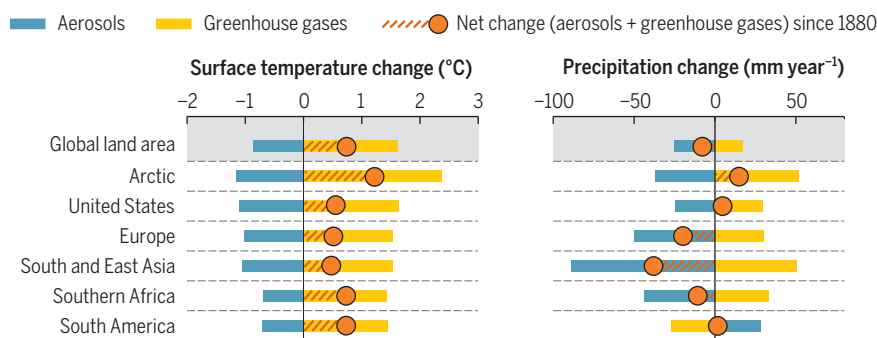 Aerosols Greenhouse gases Net change (aerosols + greenhouse gases) since 1880
Surface temperature change (°C) Precipitation change (mm year⁻¹)
−2 −1 0 1 2 3 −100 −50 0 50
Global land area
Arctic
United States
Europe
South and East Asia
Southern Africa
South America